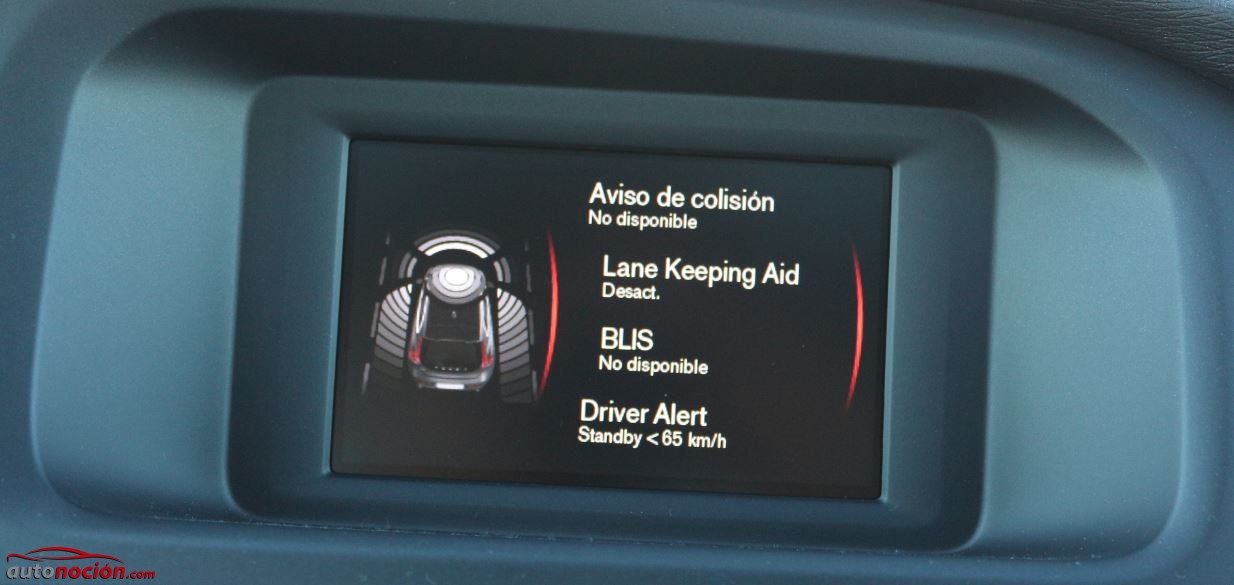 Aviso de colisión
No disponible
Lane Keeping Aid
Desact.
BLIS
No disponible
Driver Alert
Standby < 65 km/h
autonoción.com